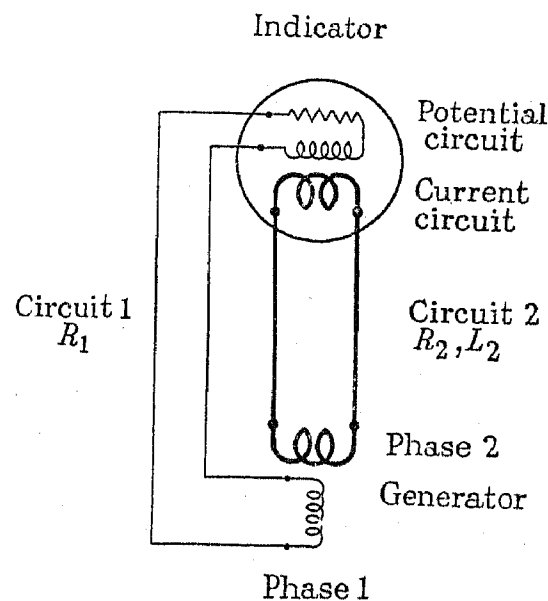 Indicator
Potential
circuit
Current
circuit
Circuit 1
R1
Circuit 2
R2, L2
Phase 2
Generator
Phase 1